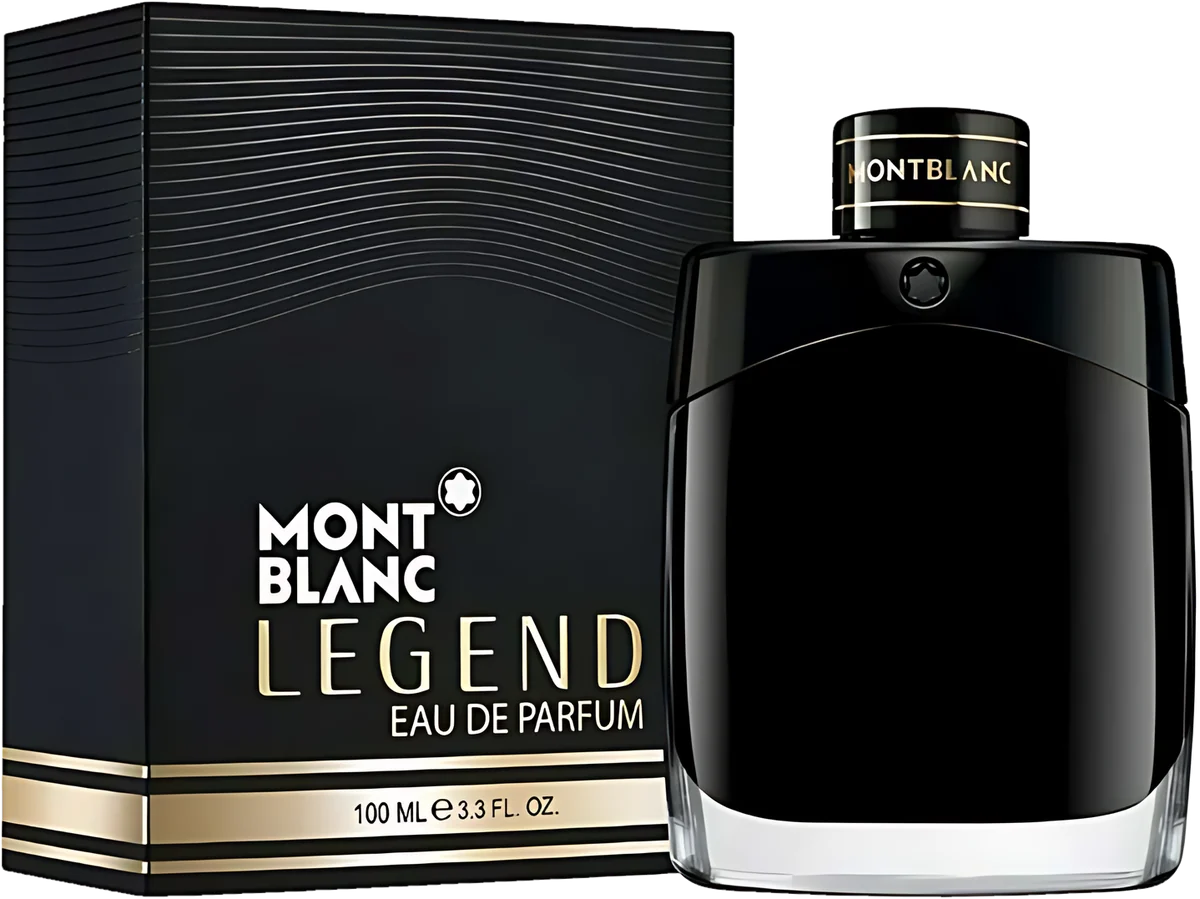 MONTBLANC
MONT
BLANC
LEGEND
EAU DE PARFUM
100 ML e 3.3 FL. OZ.